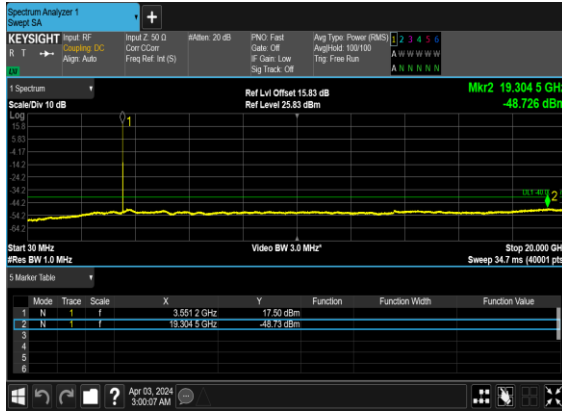 Spectrum Analyzer 1
Swept SA
+
KEYSIGHT Input: RF Input Z: 50 Ω #Atten: 20 dB PNO: Fast Avg Type: Power (RMS) 1 2 3 4 5 6
R T Coupling: DC Corr CCorr Gate: Off Avg|Hold: 100/100 A W W W W W
Align: Auto Freq Ref: Int (S) IF Gain: Low Trig: Free Run
LU Sig Track: Off A N N N N N
1 Spectrum Ref Lvl Offset 15.83 dB Mkr2 19.304 5 GHz
Scale/Div 10 dB Ref Level 25.83 dBm -48.726 dBm
Log
15.8
5.83
-4.17
-14.2
-24.2
-34.2
-44.2
-54.2
-64.2
1
2
Start 30 MHz Video BW 3.0 MHz* Stop 20.000 GHz
#Res BW 1.0 MHz Sweep 34.7 ms (40001 pts)
5 Marker Table
Mode Trace Scale X Y Function Function Width Function Value
1 N 1 f 3.551 2 GHz 17.50 dBm
2 N 1 f 19.304 5 GHz -48.73 dBm
3
4
5
6
? Apr 03, 2024
3:00:07 AM